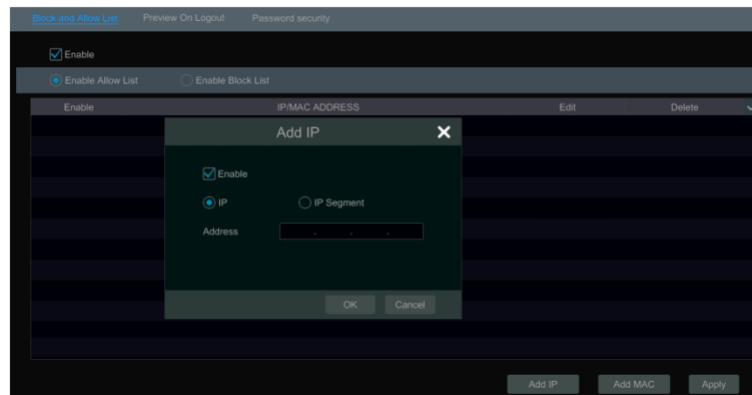 Block and Allow List Preview On Logout Password security
Enable
Enable Allow List Enable Block List
Enable IP/MAC ADDRESS Edit Delete
Add IP
Enable
IP IP Segment
Address . . .
OK Cancel
Add IP Add MAC Apply